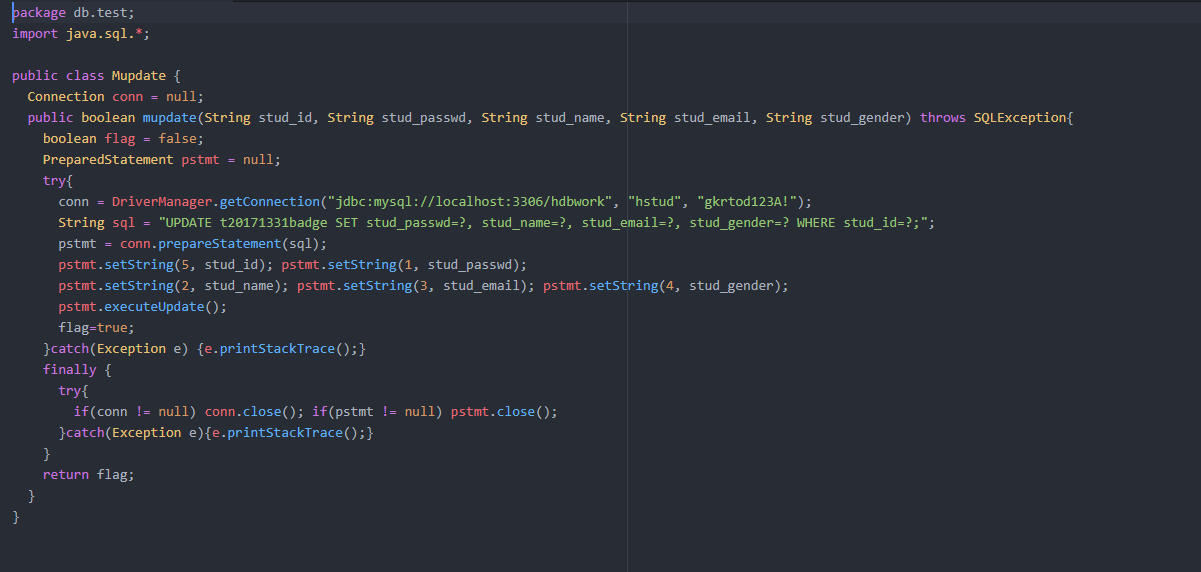 package db.test;
import java.sql.*;
public class Mupdate {
Connection conn = null;
public boolean mupdate(String stud_id, String stud_passwd, String stud_name, String stud_email, String stud_gender) throws SQLException{
boolean flag = false;
PreparedStatement pstmt = null;
try{
conn = DriverManager.getConnection("jdbc:mysql://localhost:3306/hdbwork", "hstud", "gkrtod123A!");
String sql = "UPDATE t20171331badge SET stud_passwd=?, stud_name=?, stud_email=?, stud_gender=? WHERE stud_id=?;";
pstmt = conn.prepareStatement(sql);
pstmt.setString(5, stud_id); pstmt.setString(1, stud_passwd);
pstmt.setString(2, stud_name); pstmt.setString(3, stud_email); pstmt.setString(4, stud_gender);
pstmt.executeUpdate();
flag=true;
}catch(Exception e) {e.printStackTrace();}
finally {
try{
if(conn != null) conn.close(); if(pstmt != null) pstmt.close();
}catch(Exception e){e.printStackTrace();}
}
return flag;
}
}